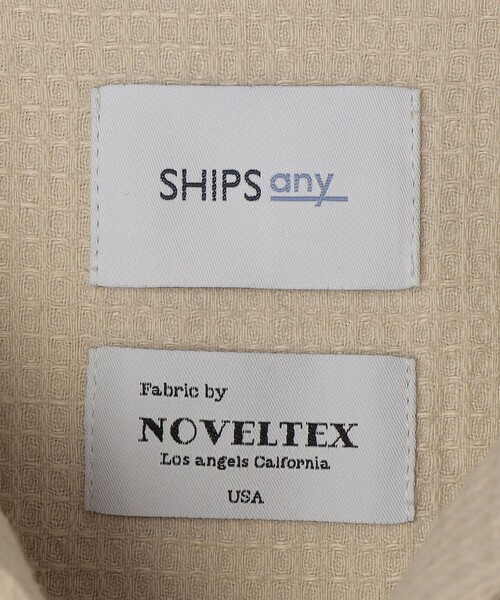 SHIPS any
Fabric by
NOVELTEX
Los angels Calfornia
USA